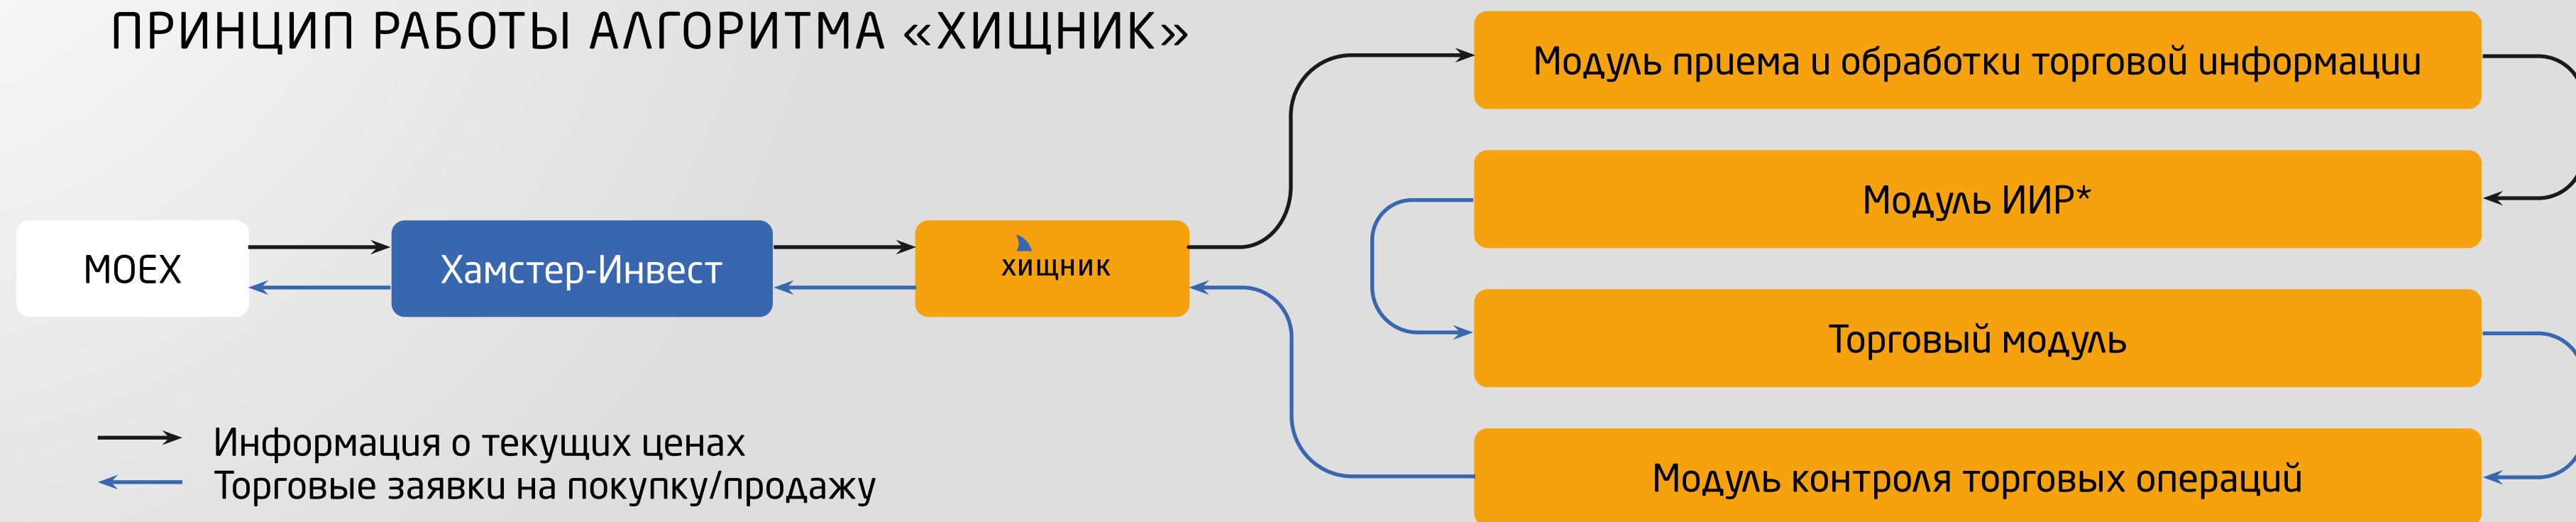 ПРИНЦИП РАБОТЫ АЛГОРИТМА «ХИЩНИК»
Модуль приема и обработки торговой информации
Модуль ИИР*
MOEX
Хамстер-Инвест
хищник
Торговый модуль
Модуль контроля торговых операций
Информация о текущих ценах
Торговые заявки на покупку/продажу